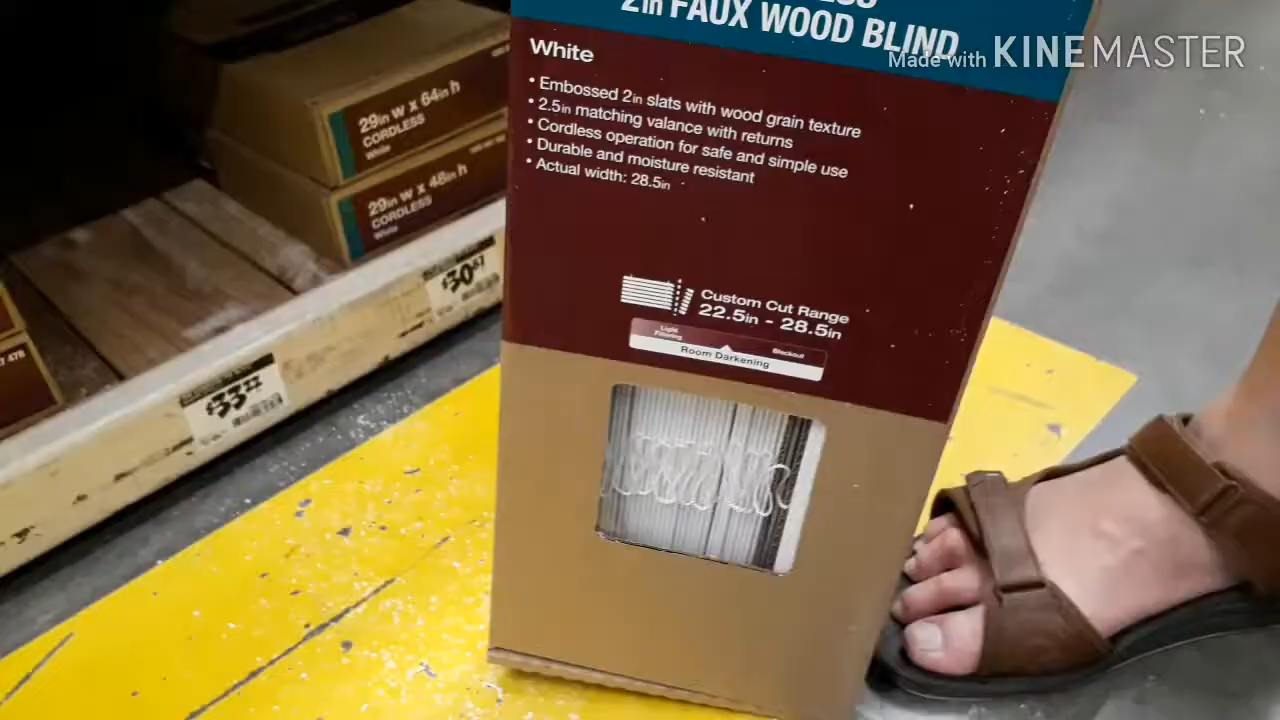 2in FAUX WOOD BLIND
Made with KINEMASTER
White
• Embossed 2in slats with wood grain texture
• 2.5in matching valance with returns
• Cordless operation for safe and simple use
• Durable and moisture resistant
• Actual width: 28.5in
Custom Cut Range
22.5in - 28.5in
Light
Filtering
Blackout
Room Darkening
29in w x 64in h
CORDLESS
White
29in w x 48in h
CORDLESS
White
$30
$33